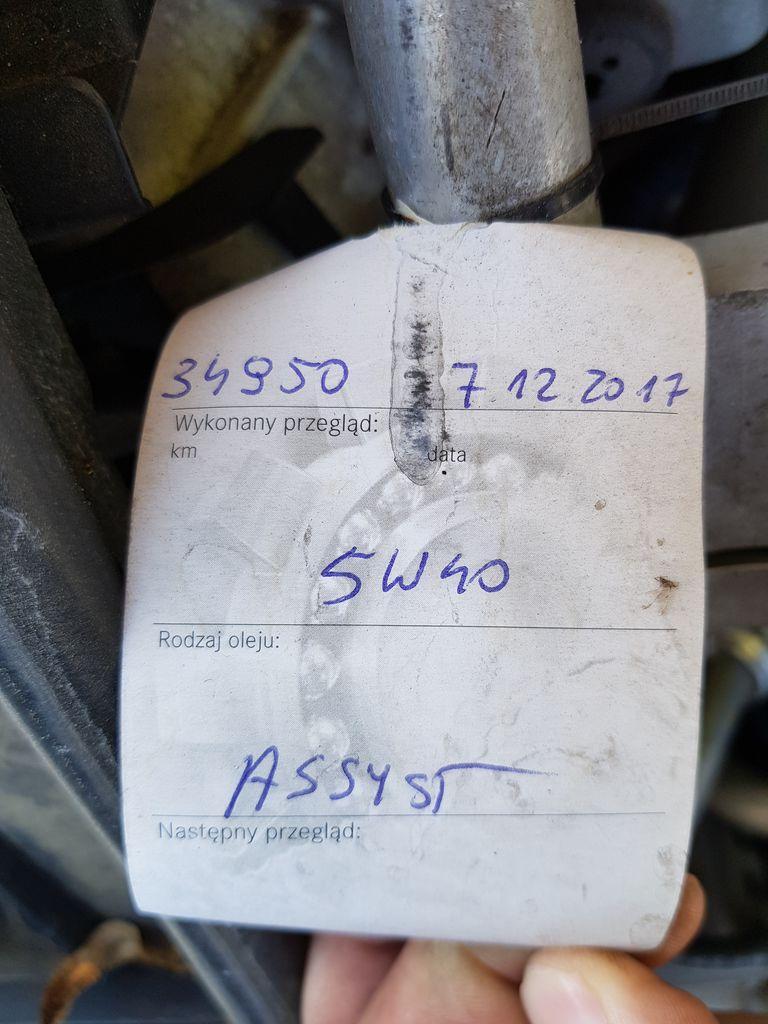 34950 7 12 2017
Wykonany przegląd:
km data
5W40
Rodzaj oleju:
ASSYST
Następny przegląd: